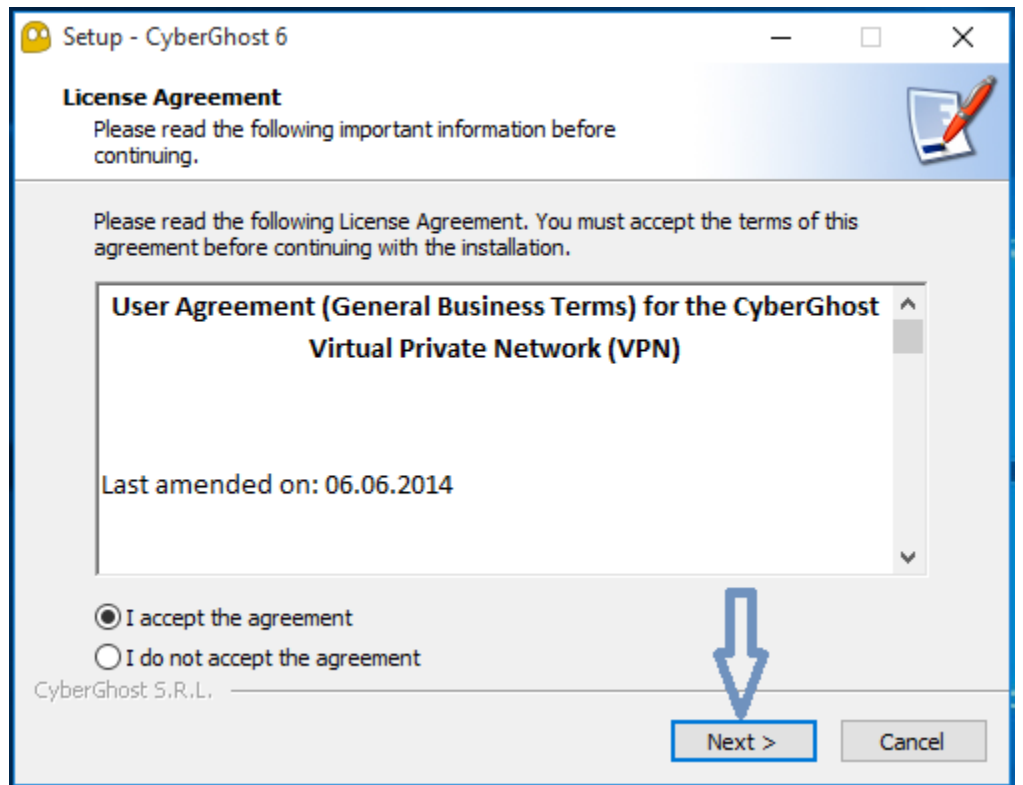 Setup - CyberGhost 6
License Agreement
Please read the following important information before
continuing.
Please read the following License Agreement. You must accept the terms of this
agreement before continuing with the installation.
User Agreement (General Business Terms) for the CyberGhost
Virtual Private Network (VPN)
Last amended on: 06.06.2014
I accept the agreement
I do not accept the agreement
CyberGhost S.R.L.
Next >
Cancel